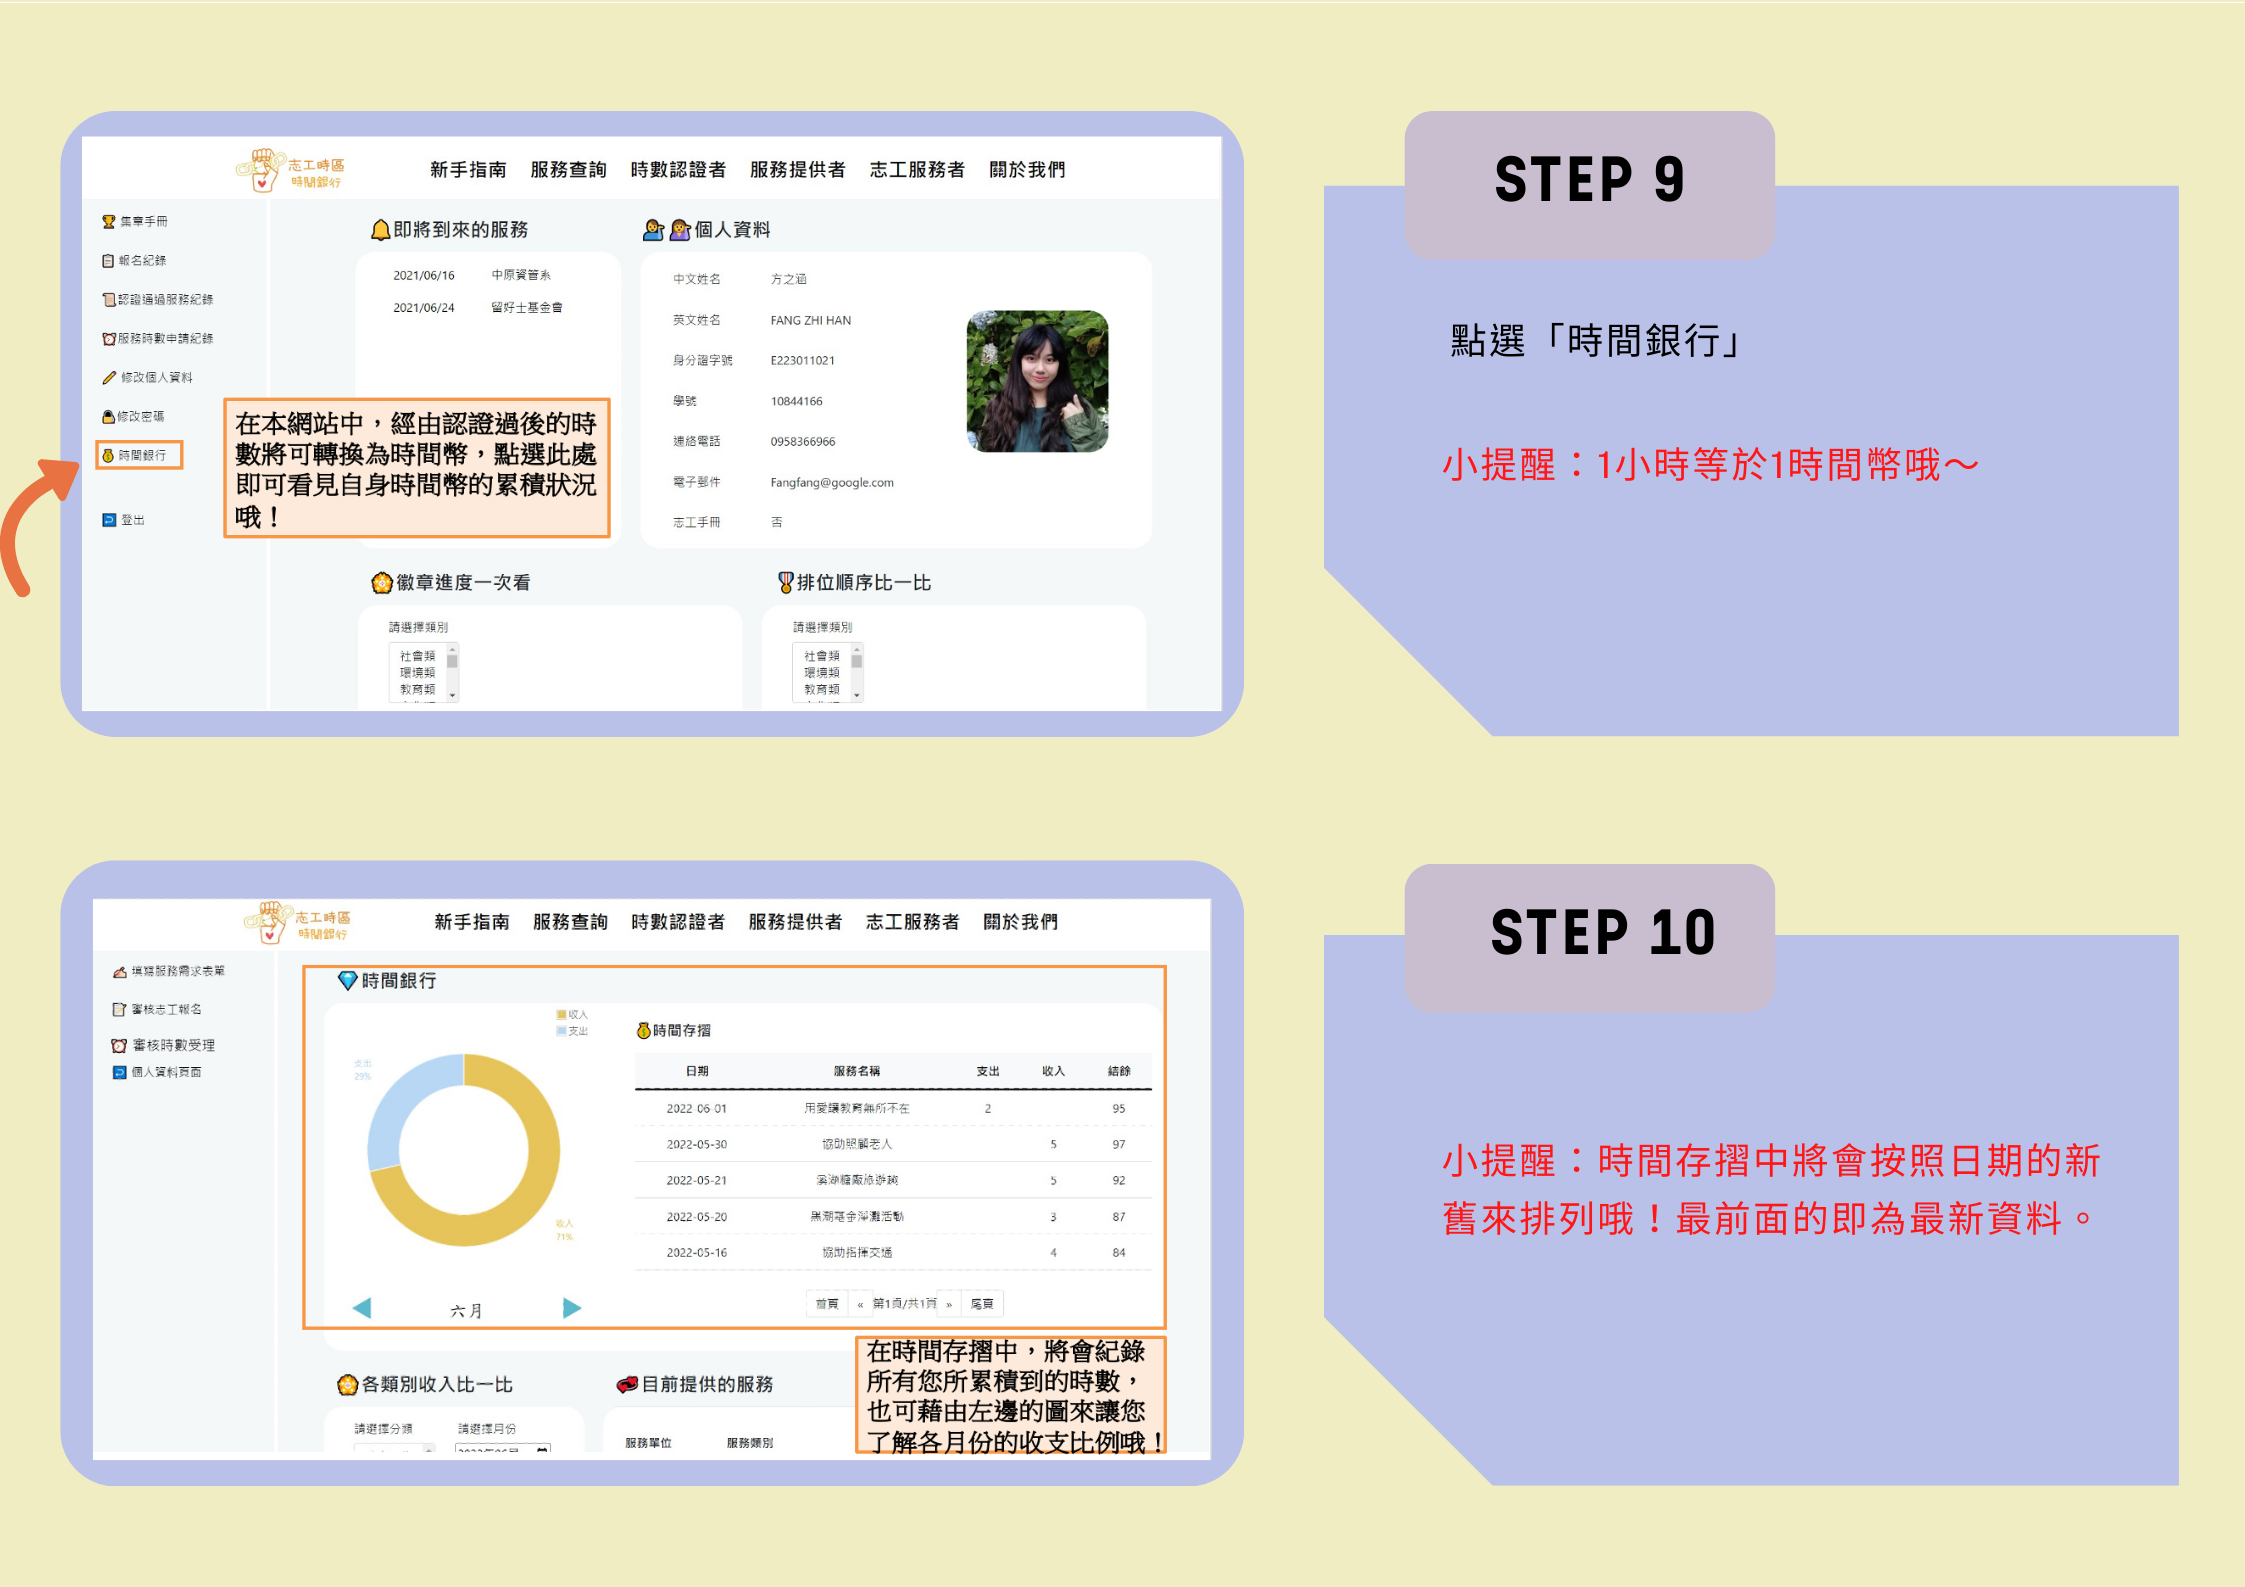 志工時區
時間銀行
新手指南 服務查詢 時數認證者 服務提供者 志工服務者 關於我們
集章手冊
報名紀錄
認證通過服務紀錄
服務時數申請紀錄
修改個人資料
修改密碼
時間銀行
登出
即將到來的服務
2021/06/16 中原資管系
2021/06/24 留好士基金會
在本網站中，經由認證過後的時
數將可轉換為時間幣，點選此處
即可看見自身時間幣的累積狀況
哦！
個人資料
中文姓名 方之涵
英文姓名 FANG ZHI HAN
身分證字號 E223011021
學號 10844166
連絡電話 0958366966
電子郵件 Fangfang@google.com
志工手冊 否
徽章進度一次看
請選擇類別
社會類
環境類
教育類
排位順序比一比
請選擇類別
社會類
環境類
教育類
STEP 9
點選「時間銀行」
小提醒：1小時等於1時間幣哦～
志工時區
時間銀行
新手指南 服務查詢 時數認證者 服務提供者 志工服務者 關於我們
填寫服務需求表單
審核志工報名
審核時數受理
個人資料頁面
時間銀行
收入
支出
支出
29%
收入
71%
六月
時間存摺
日期 服務名稱 支出 收入 結餘
2022-06-01 用愛讓教育無所不在 2 95
2022-05-30 協助照顧老人 5 97
2022-05-21 溪湖糖廠旅遊趣 5 92
2022-05-20 黑潮基金淨灘活動 3 87
2022-05-16 協助指揮交通 4 84
首頁 « 第1頁/共1頁 » 尾頁
在時間存摺中，將會紀錄
所有您所累積到的時數，
也可藉由左邊的圖來讓您
了解各月份的收支比例哦！
各類別收入比一比
請選擇分類 請選擇月份
目前提供的服務
服務單位 服務類別
STEP 10
小提醒：時間存摺中將會按照日期的新
舊來排列哦！最前面的即為最新資料。